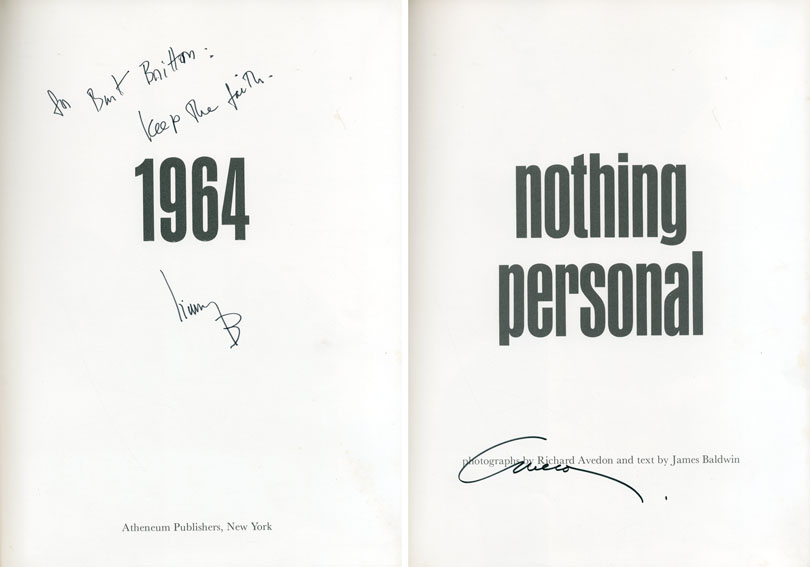 for Burt Britton:
keep the faith.
1964
Jimmy
B
Atheneum Publishers, New York
nothing
personal
photographs by Richard Avedon and text by James Baldwin
Avedon